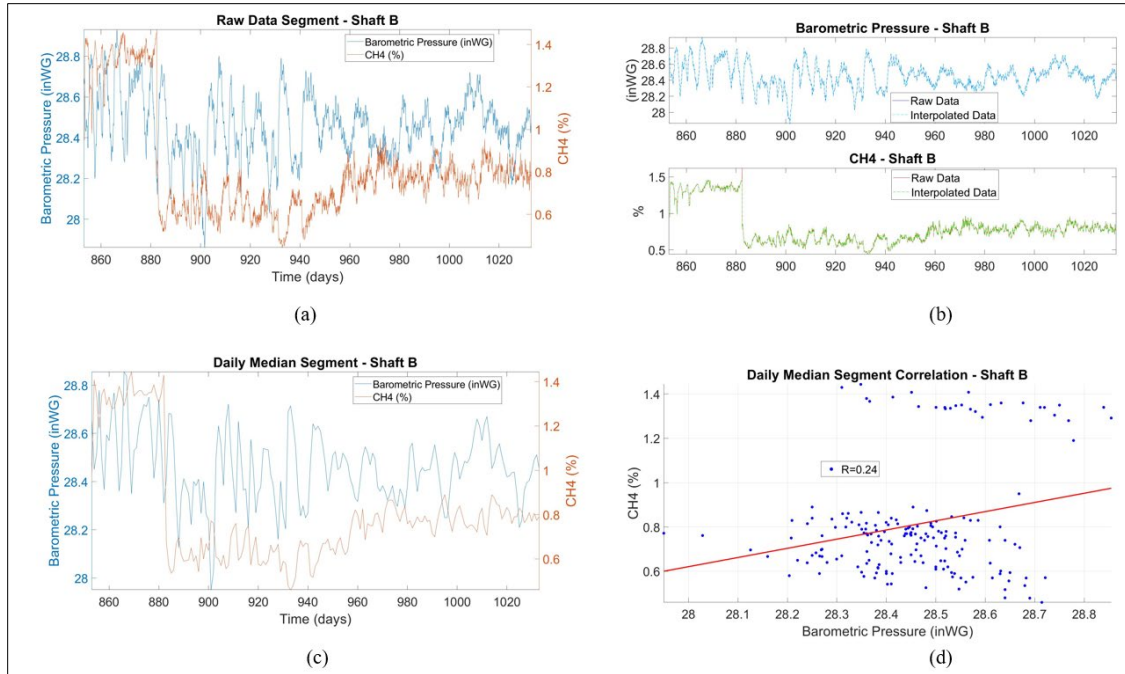 Raw Data Segment - Shaft B
Barometric Pressure (inWG)
CH4 (%)
28.8
28.6
28.4
28.2
28
Barometric Pressure (inWG)
1.4
1.2
1
0.8
0.6
CH4 (%)
860 880 900 920 940 960 980 1000 1020
Time (days)
(a)
Barometric Pressure - Shaft B
28.8
28.6
28.4
28.2
28
(inWG)
Raw Data
Interpolated Data
860 880 900 920 940 960 980 1000 1020
CH4 - Shaft B
1.5
1
0.5
%
Raw Data
Interpolated Data
860 880 900 920 940 960 980 1000 1020
(b)
Daily Median Segment - Shaft B
Barometric Pressure (inWG)
CH4 (%)
28.8
28.6
28.4
28.2
28
Barometric Pressure (inWG)
1.4
1.2
1
0.8
0.6
CH4 (%)
860 880 900 920 940 960 980 1000 1020
Time (days)
(c)
Daily Median Segment Correlation - Shaft B
1.4
1.2
1
0.8
0.6
CH4 (%)
R=0.24
28 28.1 28.2 28.3 28.4 28.5 28.6 28.7 28.8
Barometric Pressure (inWG)
(d)